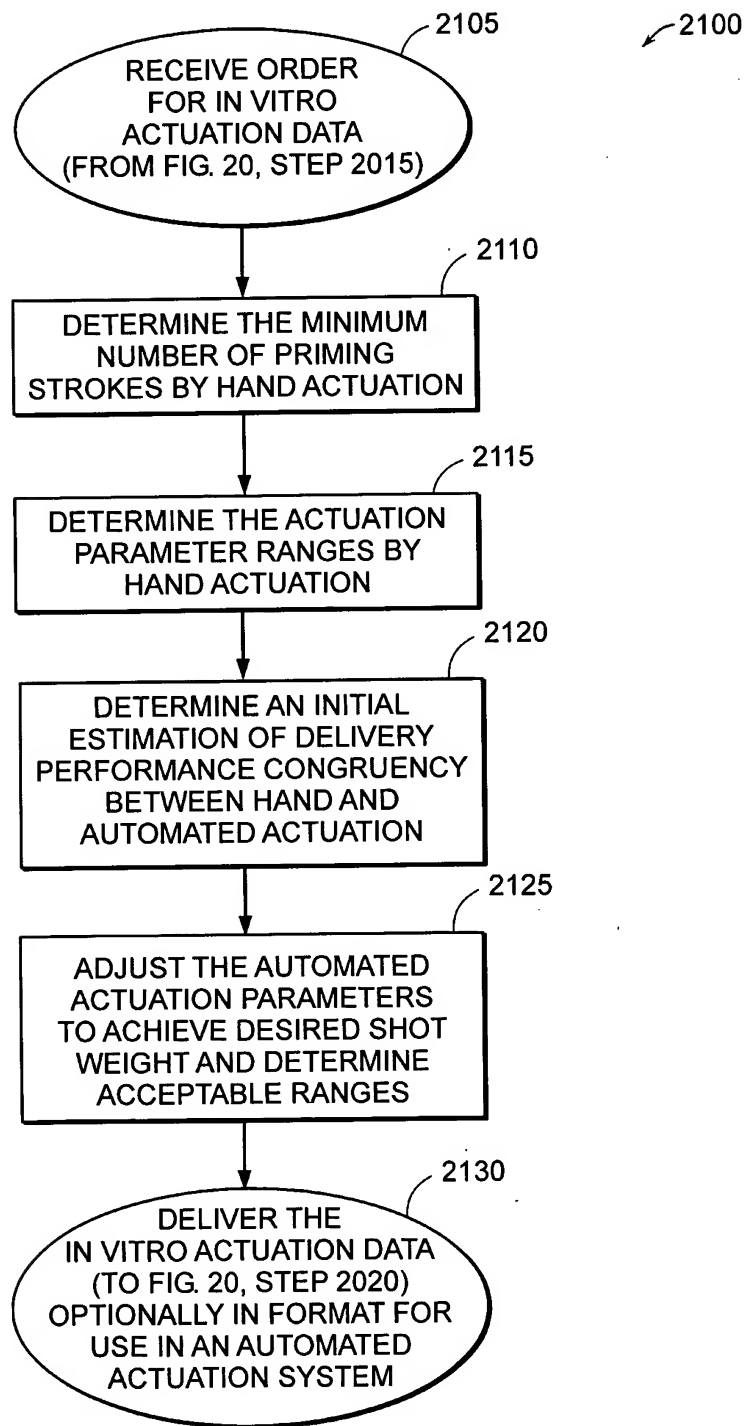 2105
2100
RECEIVE ORDER
FOR IN VITRO
ACTUATION DATA
(FROM FIG. 20, STEP 2015)
2110
DETERMINE THE MINIMUM
NUMBER OF PRIMING
STROKES BY HAND ACTUATION
2115
DETERMINE THE ACTUATION
PARAMETER RANGES BY
HAND ACTUATION
2120
DETERMINE AN INITIAL
ESTIMATION OF DELIVERY
PERFORMANCE CONGRUENCY
BETWEEN HAND AND
AUTOMATED ACTUATION
2125
ADJUST THE AUTOMATED
ACTUATION PARAMETERS
TO ACHIEVE DESIRED SHOT
WEIGHT AND DETERMINE
ACCEPTABLE RANGES
2130
DELIVER THE
IN VITRO ACTUATION DATA
(TO FIG. 20, STEP 2020)
OPTIONALLY IN FORMAT FOR
USE IN AN AUTOMATED
ACTUATION SYSTEM